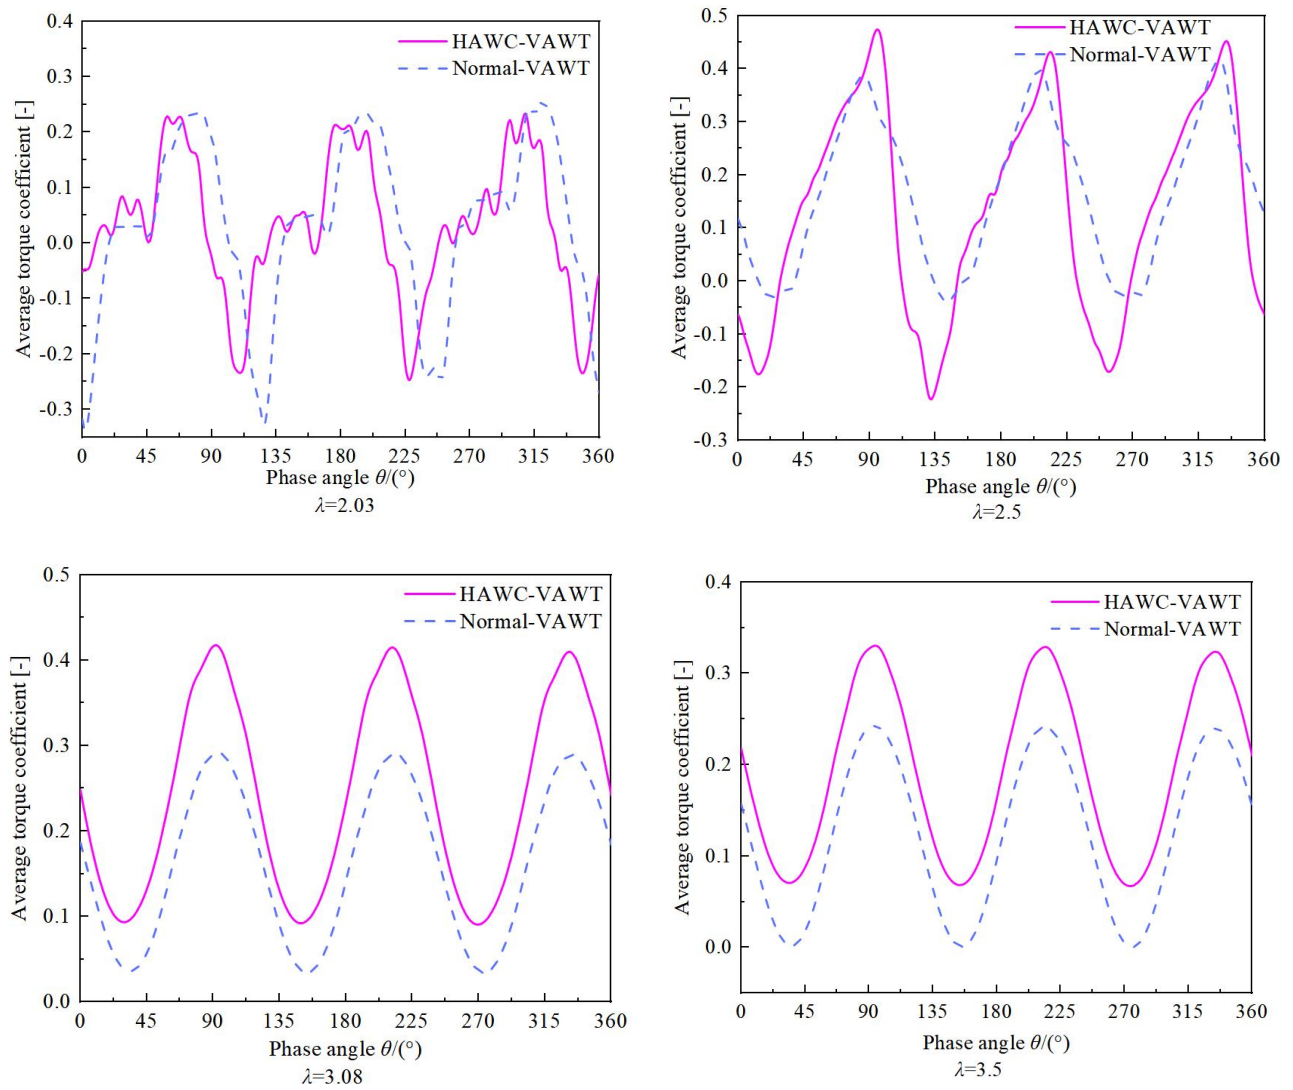 0.4
0.3
0.2
0.1
0.0
-0.1
-0.2
-0.3
Average torque coefficient [-]
HAWC-VAWT
Normal-VAWT
0 45 90 135 180 225 270 315 360
Phase angle θ/(°)
λ=2.03
0.5
0.4
0.3
0.2
0.1
0.0
-0.1
-0.2
-0.3
Average torque coefficient [-]
HAWC-VAWT
Normal-VAWT
0 45 90 135 180 225 270 315 360
Phase angle θ/(°)
λ=2.5
0.5
0.4
0.3
0.2
0.1
0.0
Average torque coefficient [-]
HAWC-VAWT
Normal-VAWT
0 45 90 135 180 225 270 315 360
Phase angle θ/(°)
λ=3.08
0.4
0.3
0.2
0.1
0.0
Average torque coefficient [-]
HAWC-VAWT
Normal-VAWT
0 45 90 135 180 225 270 315 360
Phase angle θ/(°)
λ=3.5